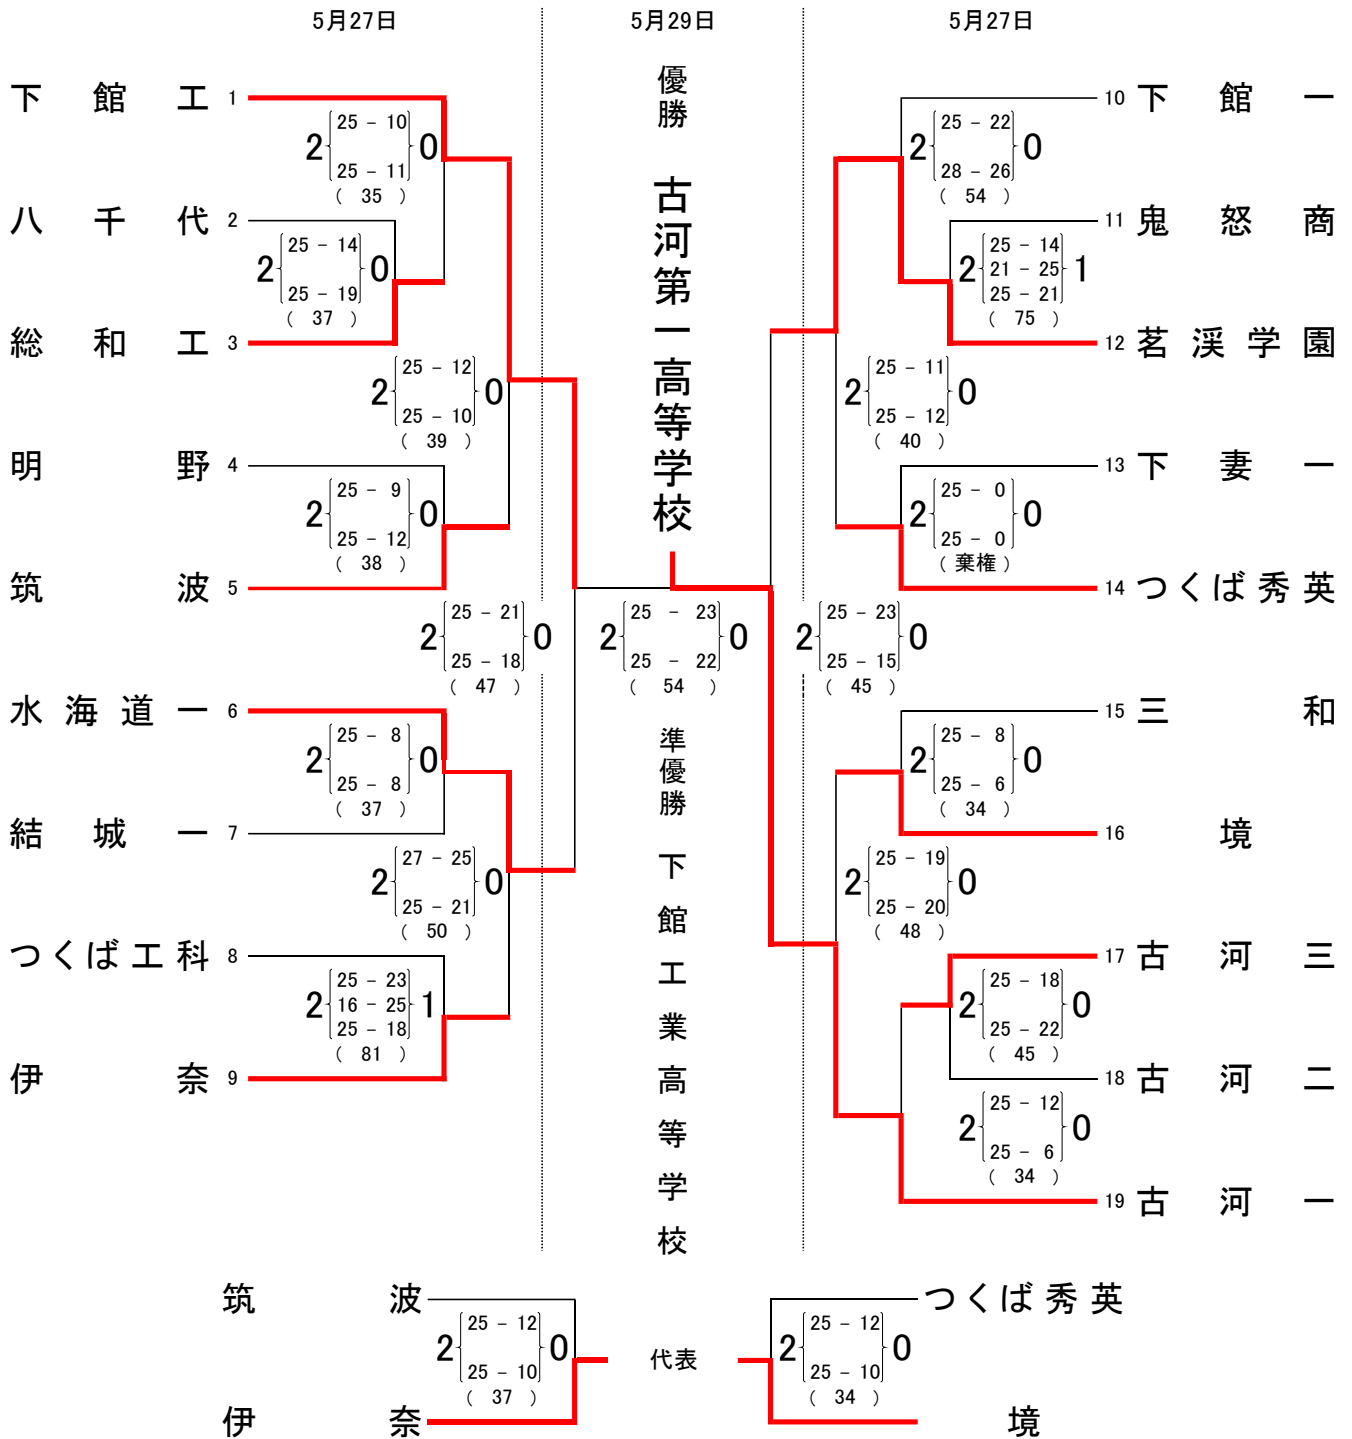 5月27日
5月29日
5月27日
優勝 古河第一高等学校
準優勝 下館工業高等学校
下館工 1
2 25 - 10 0
25 - 11
( 35 )
八千代 2
2 25 - 14 0
25 - 19
( 37 )
総和工 3
2 25 - 12 0
25 - 10
( 39 )
明野 4
2 25 - 9 0
25 - 12
( 38 )
筑波 5
2 25 - 21 0
25 - 18
( 47 )
水海道一 6
2 25 - 8 0
25 - 8
( 37 )
結城一 7
2 27 - 25 0
25 - 21
( 50 )
つくば工科 8
2 25 - 23 1
16 - 25
25 - 18
( 81 )
伊奈 9
2 25 - 23 0
25 - 22
( 54 )
10 下館一
2 25 - 22 0
28 - 26
( 54 )
11 鬼怒商
2 25 - 14 1
21 - 25
25 - 21
( 75 )
12 茗溪学園
2 25 - 11 0
25 - 12
( 40 )
13 下妻一
2 25 - 0 0
25 - 0
( 棄権 )
14 つくば秀英
2 25 - 23 0
25 - 15
( 45 )
15 三和
2 25 - 8 0
25 - 6
( 34 )
16 境
2 25 - 19 0
25 - 20
( 48 )
17 古河三
2 25 - 18 0
25 - 22
( 45 )
18 古河二
2 25 - 12 0
25 - 6
( 34 )
19 古河一
筑波
2 25 - 12 0
25 - 10
( 37 )
伊奈
代表
つくば秀英
2 25 - 12 0
25 - 10
( 34 )
境